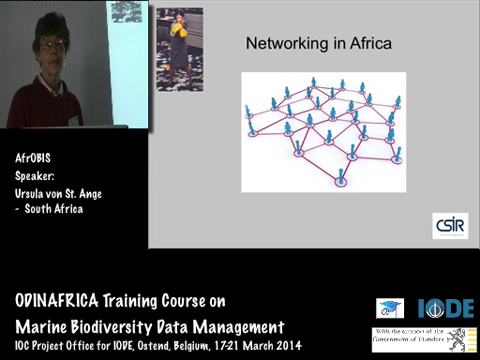 Networking in Africa
CSIR
AfrOBIS
Speaker:
Ursula von St. Ange
- South Africa
ODINAFRICA Training Course on
Marine Biodiversity Data Management
IOC Project Office for IODE, Ostend, Belgium, 17-21 March 2014
IODE
With the support of the
Government of Flanders